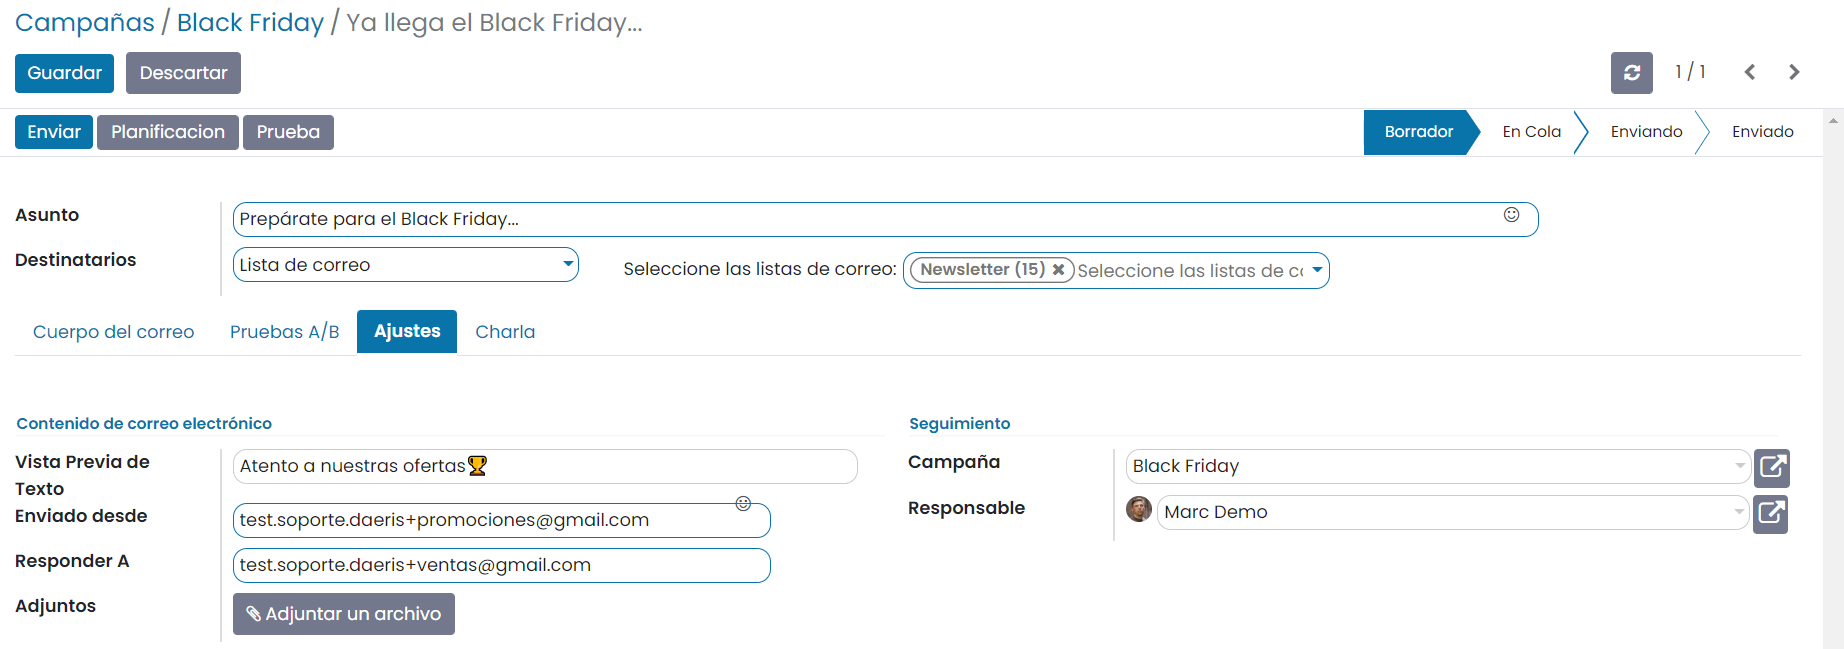 Campañas / Black Friday / Ya llega el Black Friday...
Guardar Descartar 1 / 1
Enviar Planificacion Prueba Borrador En Cola Enviando Enviado
Asunto Prepárate para el Black Friday...
Destinatarios Lista de correo Seleccione las listas de correo: Newsletter (15) Seleccione las listas de co
Cuerpo del correo Pruebas A/B Ajustes Charla
Contenido de correo electrónico Seguimiento
Vista Previa de Texto Atento a nuestras ofertas🏆 Campaña Black Friday
Enviado desde test.soporte.daeris+promociones@gmail.com Responsable Marc Demo
Responder A test.soporte.daeris+ventas@gmail.com
Adjuntos Adjuntar un archivo